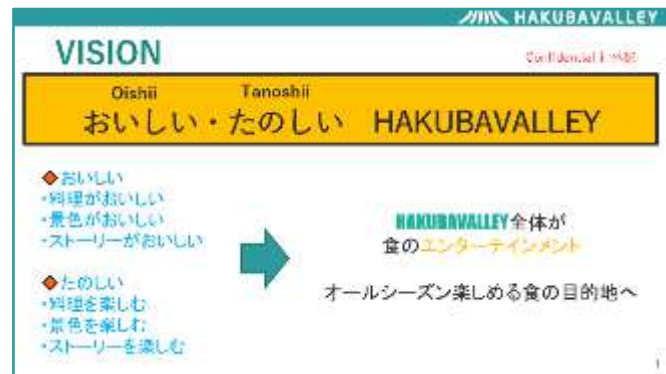 HAKUBAVALLEY
VISION
Confidential
Oishii Tanoshii
おいしい・たのしい HAKUBAVALLEY
◆おいしい
・料理がおいしい
・景色がおいしい
・ストーリーがおいしい
HAKUBAVALLEY全体が
食のエンターテインメント
オールシーズン楽しめる食の目的地へ
◆たのしい
・料理を楽しむ
・景色を楽しむ
・ストーリーを楽しむ
1